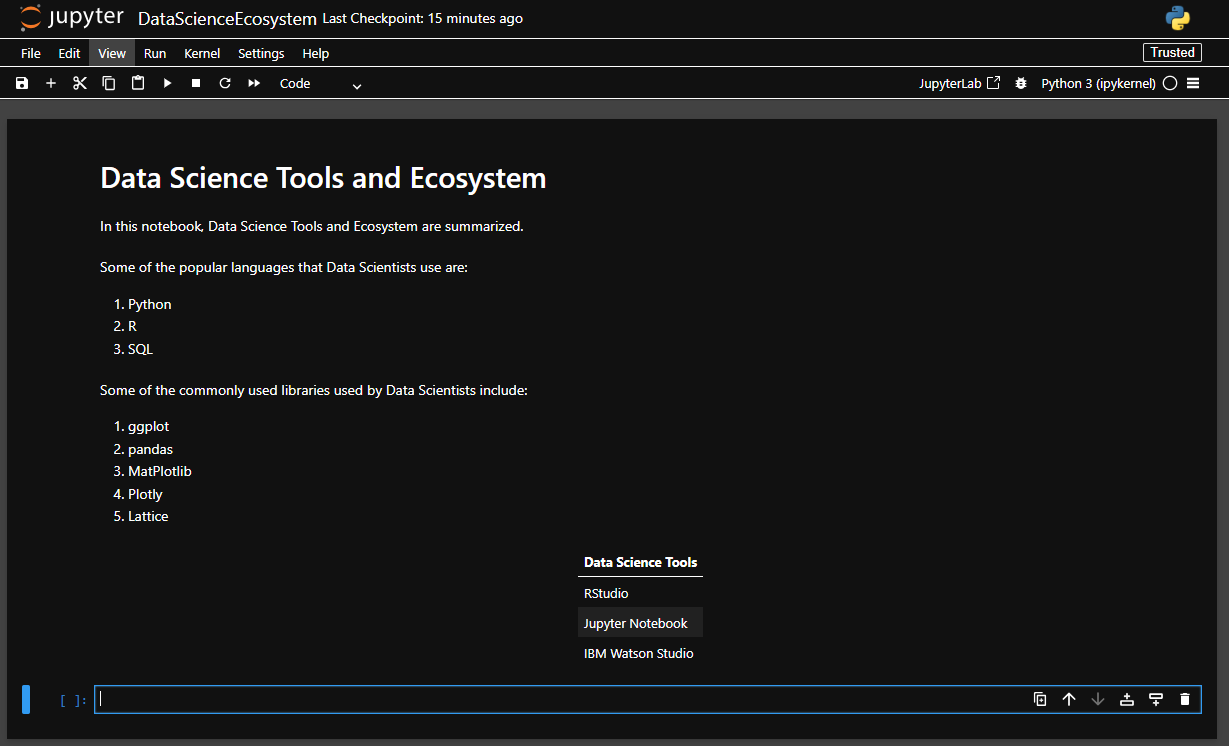 jupyter DataScienceEcosystem Last Checkpoint: 15 minutes ago
File Edit View Run Kernel Settings Help Trusted
Code JupyterLab Python 3 (ipykernel)
Data Science Tools and Ecosystem
In this notebook, Data Science Tools and Ecosystem are summarized.
Some of the popular languages that Data Scientists use are:
1. Python
2. R
3. SQL
Some of the commonly used libraries used by Data Scientists include:
1. ggplot
2. pandas
3. MatPlotlib
4. Plotly
5. Lattice
Data Science Tools
RStudio
Jupyter Notebook
IBM Watson Studio
[ ]: